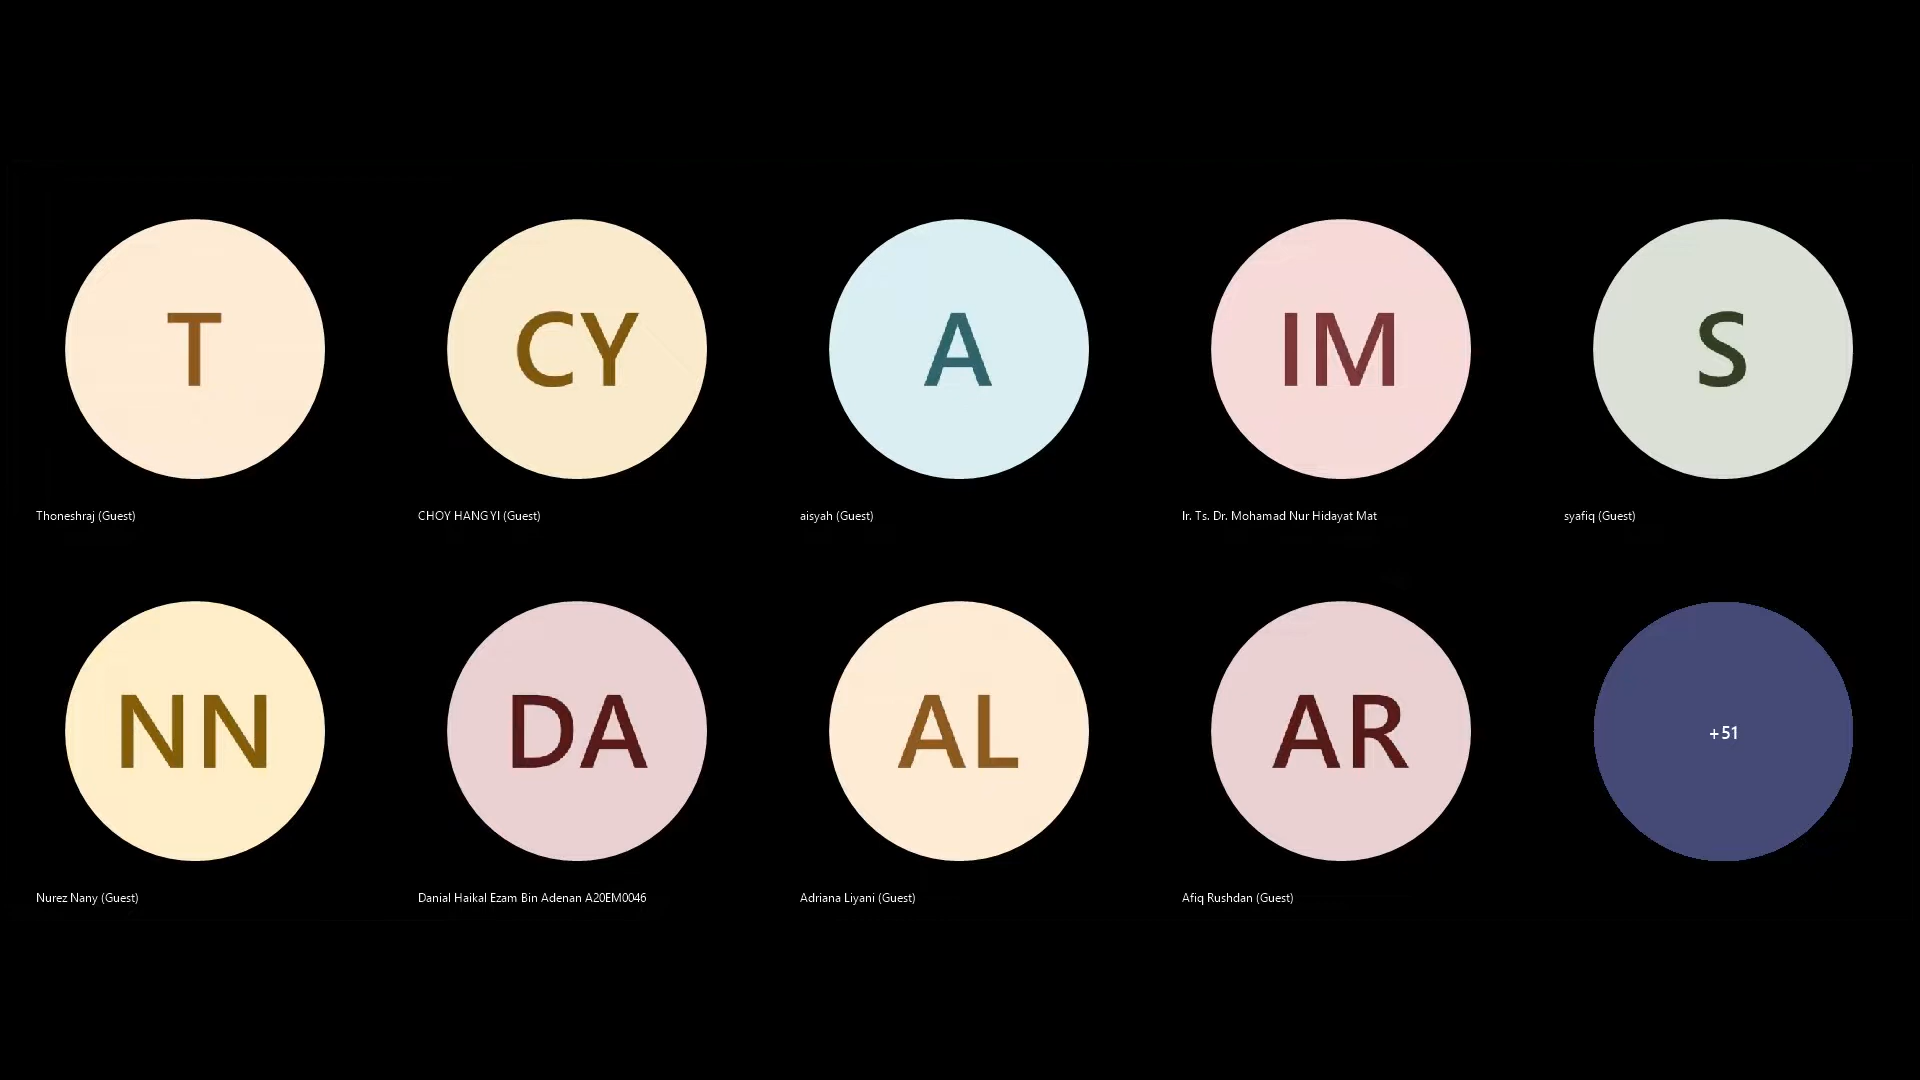 T
CY
A
IM
S
Thoneshraj (Guest)
CHOY HANG YI (Guest)
aisyah (Guest)
Ir. Ts. Dr. Mohamad Nur Hidayat Mat
syafiq (Guest)
NN
DA
AL
AR
+51
Nurez Nany (Guest)
Danial Haikal Ezam Bin Adenan A20EM0046
Adriana Liyani (Guest)
Afiq Rushdan (Guest)